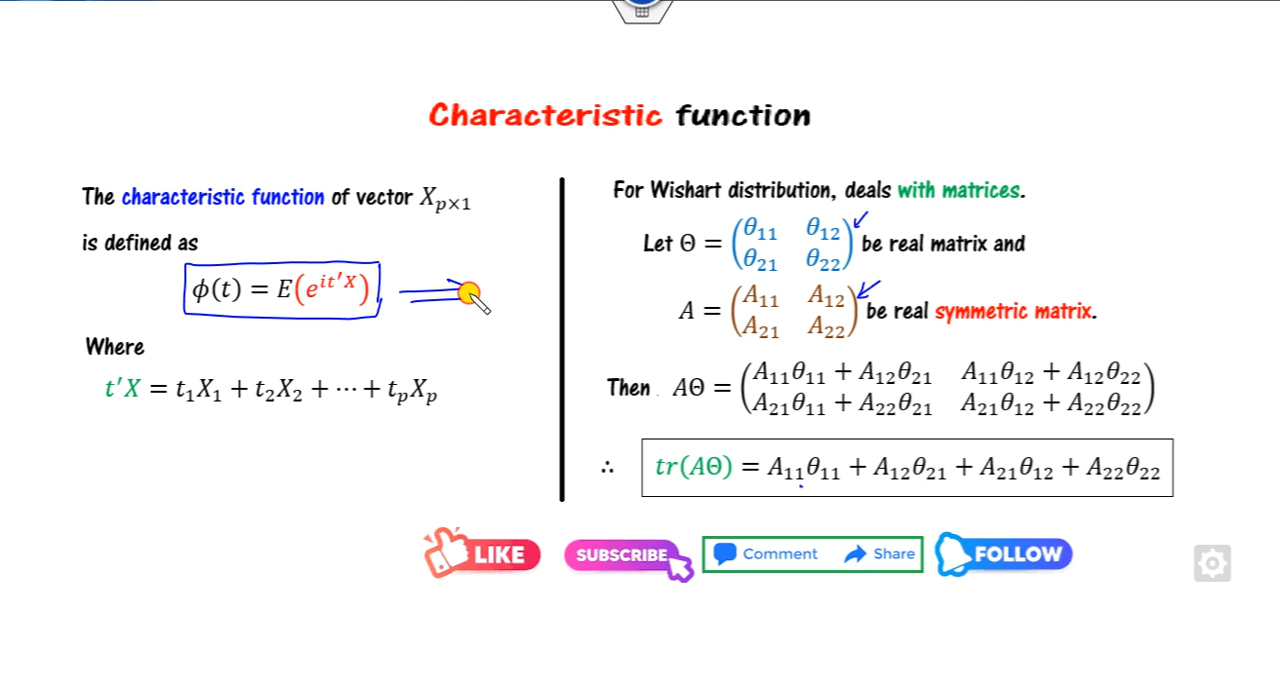 Characteristic function
The characteristic function of vector X_{p×1}
is defined as
ϕ(t) = E(e^{it′X})
Where
t′X = t₁X₁ + t₂X₂ + ⋯ + t_pX_p
For Wishart distribution, deals with matrices.
Let Θ = (θ₁₁ θ₁₂
θ₂₁ θ₂₂) be real matrix and
A = (A₁₁ A₁₂
A₂₁ A₂₂) be real symmetric matrix.
Then AΘ = (A₁₁θ₁₁ + A₁₂θ₂₁ A₁₁θ₁₂ + A₁₂θ₂₂
A₂₁θ₁₁ + A₂₂θ₂₁ A₂₁θ₁₂ + A₂₂θ₂₂)
∴ tr(AΘ) = A₁₁θ₁₁ + A₁₂θ₂₁ + A₂₁θ₁₂ + A₂₂θ₂₂
LIKE SUBSCRIBE Comment Share FOLLOW